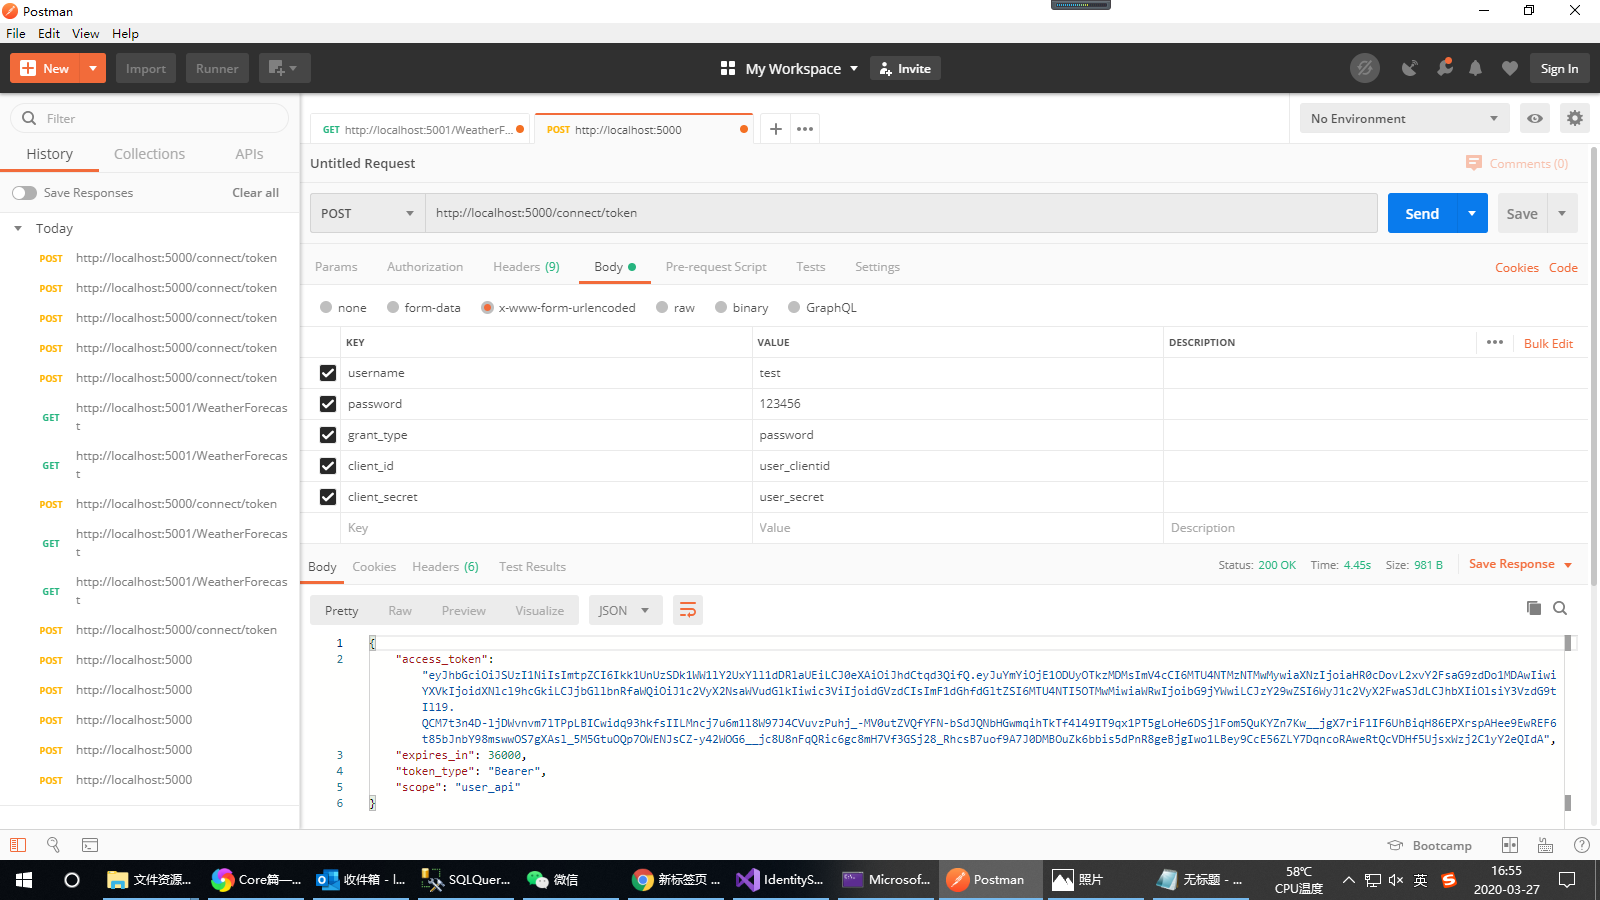 Postman
File Edit View Help
New Import Runner My Workspace Invite Sign In
Filter
History Collections APIs
Save Responses Clear all
Today
POST http://localhost:5000/connect/token
POST http://localhost:5000/connect/token
POST http://localhost:5000/connect/token
POST http://localhost:5000/connect/token
POST http://localhost:5000/connect/token
GET http://localhost:5001/WeatherForecas
t
GET http://localhost:5001/WeatherForecas
t
POST http://localhost:5000/connect/token
GET http://localhost:5001/WeatherForecas
t
GET http://localhost:5001/WeatherForecas
t
POST http://localhost:5000/connect/token
POST http://localhost:5000
POST http://localhost:5000
POST http://localhost:5000
POST http://localhost:5000
POST http://localhost:5000
GET http://localhost:5001/WeatherF... POST http://localhost:5000 No Environment
Untitled Request Comments (0)
POST http://localhost:5000/connect/token Send Save
Params Authorization Headers (9) Body Pre-request Script Tests Settings Cookies Code
none form-data x-www-form-urlencoded raw binary GraphQL
KEY VALUE DESCRIPTION Bulk Edit
username test
password 123456
grant_type password
client_id user_clientid
client_secret user_secret
Key Value Description
Body Cookies Headers (6) Test Results Status: 200 OK Time: 4.45s Size: 981 B Save Response
Pretty Raw Preview Visualize JSON
1 {
2 "access_token":
3 "expires_in": 36000,
4 "token_type": "Bearer",
5 "scope": "user_api"
6 }
Bootcamp
文件资源... Core篇—... 收件箱 - l... SQLQuer... 微信 新标签页 ... IdentityS... Microsof... Postman 照片 无标题 - ... 58℃ 英 16:55
CPU温度 2020-03-27